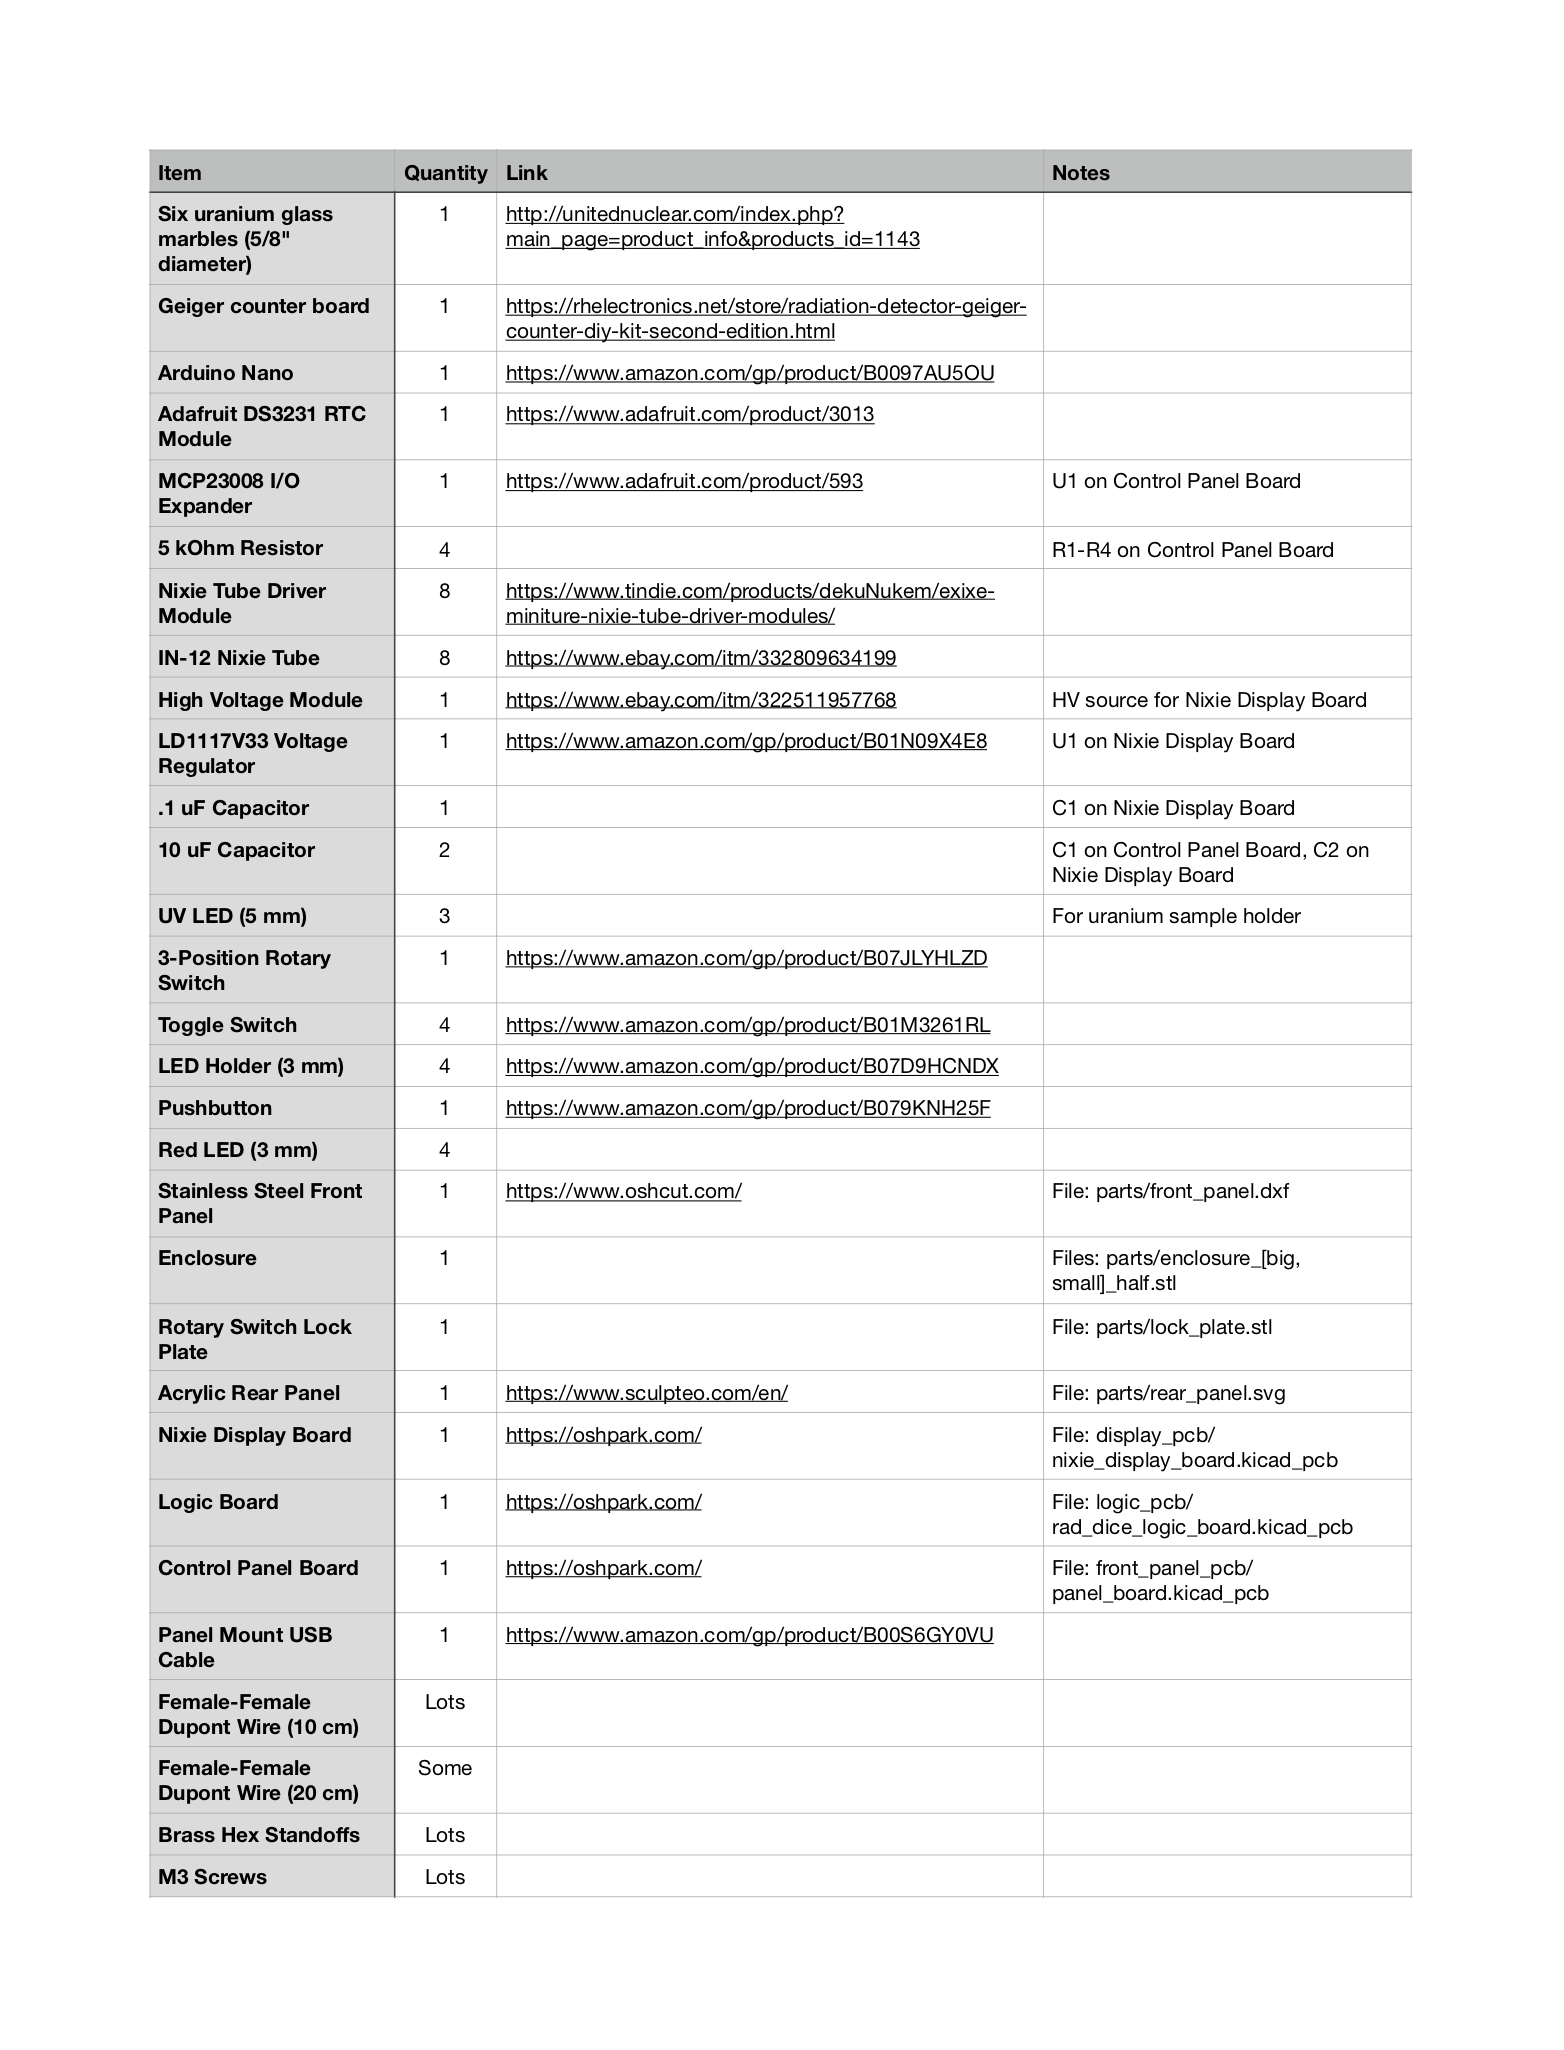 Item Quantity Link Notes
Six uranium glass 1 http://unitednuclear.com/index.php?
marbles (5/8" main_page=product_info&products_id=1143
diameter)
Geiger counter board 1 https://rhelectronics.net/store/radiation-detector-geiger-
counter-diy-kit-second-edition.html
Arduino Nano 1 https://www.amazon.com/gp/product/B0097AU5OU
Adafruit DS3231 RTC 1 https://www.adafruit.com/product/3013
Module
MCP23008 I/O 1 https://www.adafruit.com/product/593 U1 on Control Panel Board
Expander
5 kOhm Resistor 4 R1-R4 on Control Panel Board
Nixie Tube Driver 8 https://www.tindie.com/products/dekuNukem/exixe-
Module miniture-nixie-tube-driver-modules/
IN-12 Nixie Tube 8 https://www.ebay.com/itm/332809634199
High Voltage Module 1 https://www.ebay.com/itm/322511957768 HV source for Nixie Display Board
LD1117V33 Voltage 1 https://www.amazon.com/gp/product/B01N09X4E8 U1 on Nixie Display Board
Regulator
.1 uF Capacitor 1 C1 on Nixie Display Board
10 uF Capacitor 2 C1 on Control Panel Board, C2 on
Nixie Display Board
UV LED (5 mm) 3 For uranium sample holder
3-Position Rotary 1 https://www.amazon.com/gp/product/B07JLYHLZD
Switch
Toggle Switch 4 https://www.amazon.com/gp/product/B01M3261RL
LED Holder (3 mm) 4 https://www.amazon.com/gp/product/B07D9HCNDX
Pushbutton 1 https://www.amazon.com/gp/product/B079KNH25F
Red LED (3 mm) 4
Stainless Steel Front 1 https://www.oshcut.com/ File: parts/front_panel.dxf
Panel
Enclosure 1 Files: parts/enclosure_[big,
small]_half.stl
Rotary Switch Lock 1 File: parts/lock_plate.stl
Plate
Acrylic Rear Panel 1 https://www.sculpteo.com/en/ File: parts/rear_panel.svg
Nixie Display Board 1 https://oshpark.com/ File: display_pcb/
nixie_display_board.kicad_pcb
Logic Board 1 https://oshpark.com/ File: logic_pcb/
rad_dice_logic_board.kicad_pcb
Control Panel Board 1 https://oshpark.com/ File: front_panel_pcb/
panel_board.kicad_pcb
Panel Mount USB 1 https://www.amazon.com/gp/product/B00S6GY0VU
Cable
Female-Female Lots
Dupont Wire (10 cm)
Female-Female Some
Dupont Wire (20 cm)
Brass Hex Standoffs Lots
M3 Screws Lots